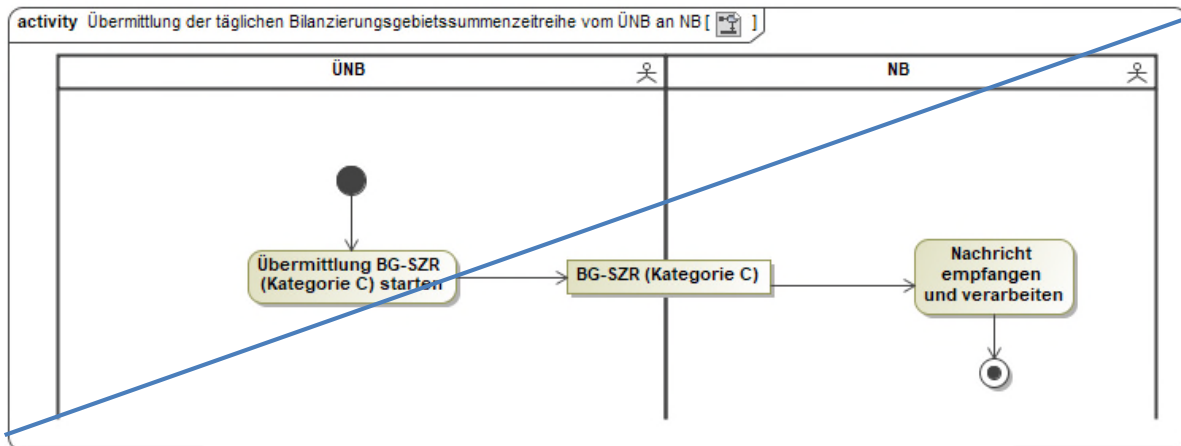 activity Übermittlung der täglichen Bilanzierungsgebietssummenzeitreihe vom ÜNB an NB [ ]
ÜNB
NB
Übermittlung BG-SZR
(Kategorie C) starten
BG-SZR (Kategorie C)
Nachricht
empfangen
und verarbeiten